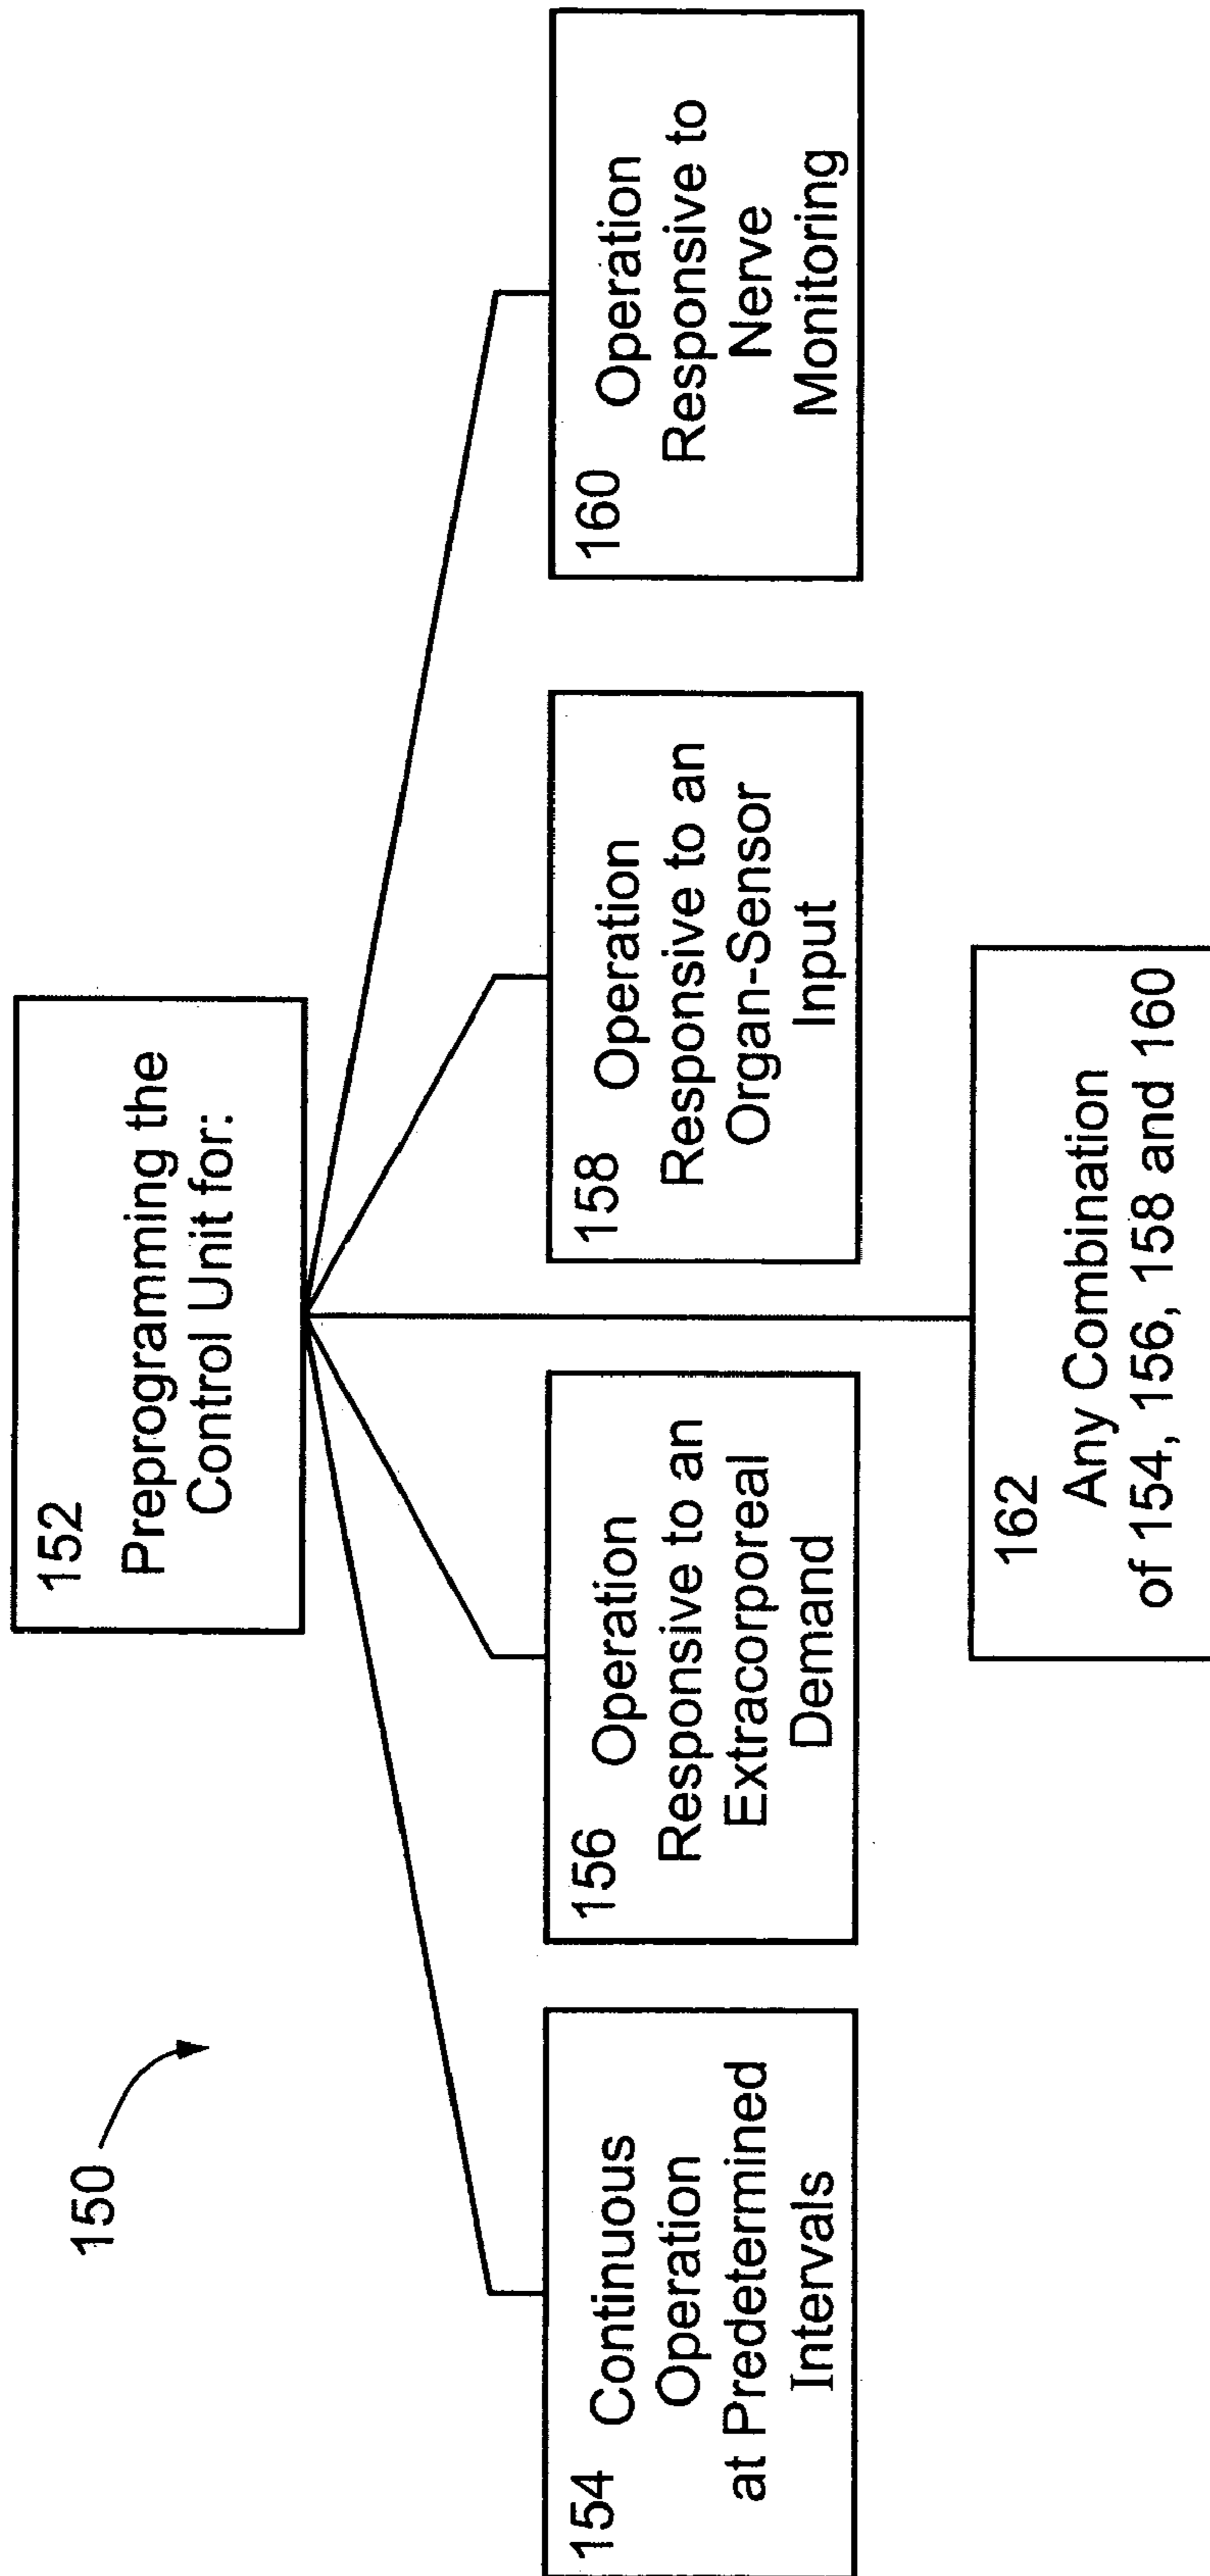 150
152
Preprogramming the
Control Unit for:
154 Continuous
Operation
at Predetermined
Intervals
156 Operation
Responsive to an
Extracorporeal
Demand
158 Operation
Responsive to an
Organ-Sensor
Input
160 Operation
Responsive to
Nerve
Monitoring
162
Any Combination
of 154, 156, 158 and 160